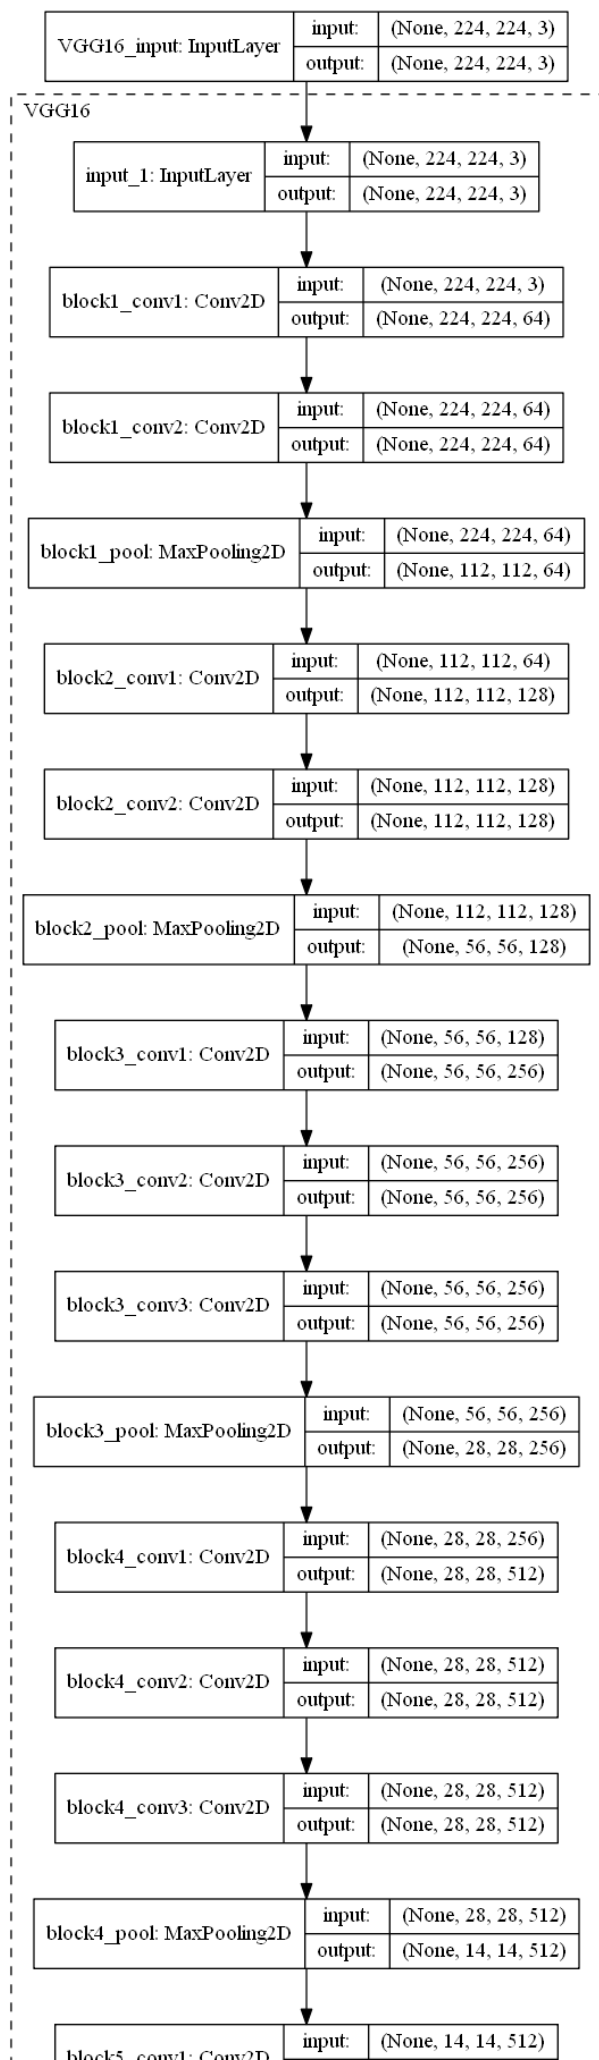 VGG16_input: InputLayer
input: (None, 224, 224, 3)
output: (None, 224, 224, 3)
VGG16
input_1: InputLayer
input: (None, 224, 224, 3)
output: (None, 224, 224, 3)
block1_conv1: Conv2D
input: (None, 224, 224, 3)
output: (None, 224, 224, 64)
block1_conv2: Conv2D
input: (None, 224, 224, 64)
output: (None, 224, 224, 64)
block1_pool: MaxPooling2D
input: (None, 224, 224, 64)
output: (None, 112, 112, 64)
block2_conv1: Conv2D
input: (None, 112, 112, 64)
output: (None, 112, 112, 128)
block2_conv2: Conv2D
input: (None, 112, 112, 128)
output: (None, 112, 112, 128)
block2_pool: MaxPooling2D
input: (None, 112, 112, 128)
output: (None, 56, 56, 128)
block3_conv1: Conv2D
input: (None, 56, 56, 128)
output: (None, 56, 56, 256)
block3_conv2: Conv2D
input: (None, 56, 56, 256)
output: (None, 56, 56, 256)
block3_conv3: Conv2D
input: (None, 56, 56, 256)
output: (None, 56, 56, 256)
block3_pool: MaxPooling2D
input: (None, 56, 56, 256)
output: (None, 28, 28, 256)
block4_conv1: Conv2D
input: (None, 28, 28, 256)
output: (None, 28, 28, 512)
block4_conv2: Conv2D
input: (None, 28, 28, 512)
output: (None, 28, 28, 512)
block4_conv3: Conv2D
input: (None, 28, 28, 512)
output: (None, 28, 28, 512)
block4_pool: MaxPooling2D
input: (None, 28, 28, 512)
output: (None, 14, 14, 512)
block5_conv1: Conv2D
input: (None, 14, 14, 512)